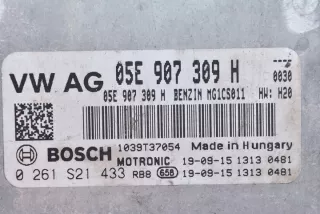 VW AG 05E 907 309 H
0030
05E 907 309 H BENZIN MG1CS011 HW: H20
BOSCH 1039T37054 Made in Hungary
MOTRONIC 19-09-15 1313 0481
0 261 S21 433 RBB 658 19-09-15 1313 0481